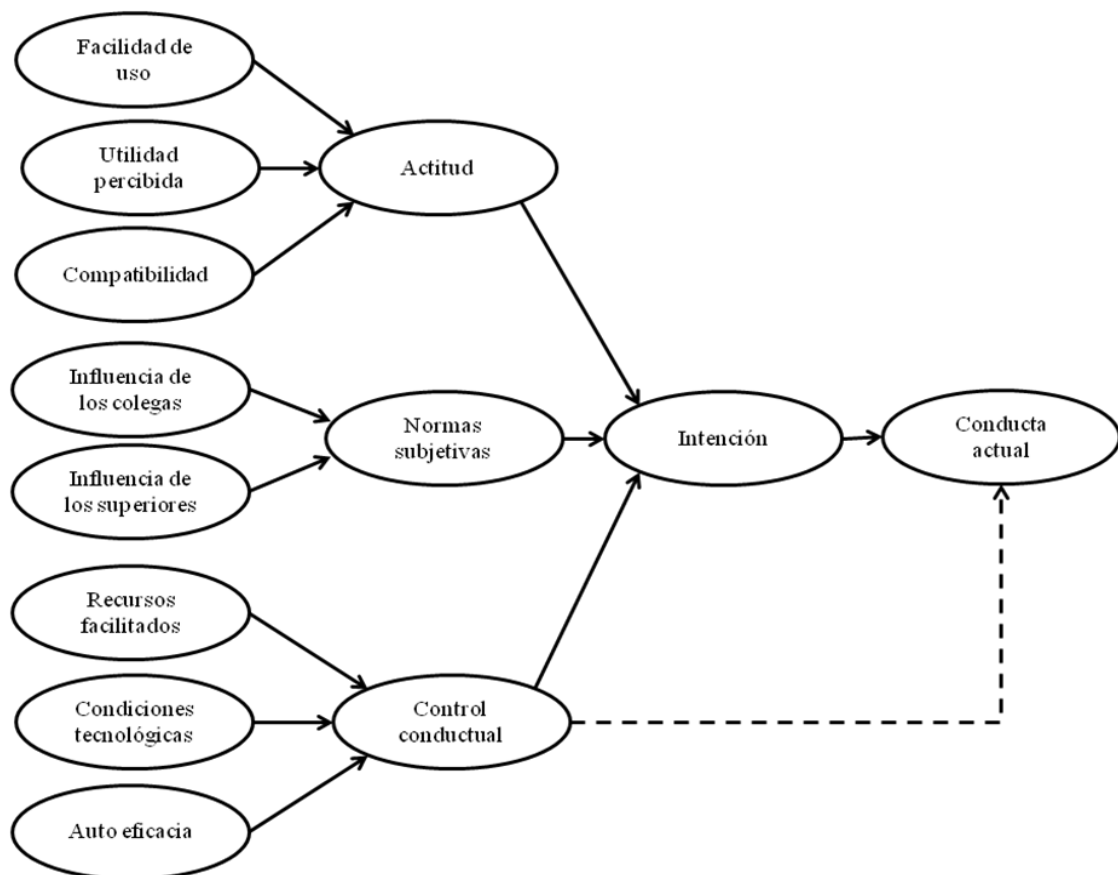 Facilidad de
uso
Utilidad
percibida
Actitud
Compatibilidad
Influencia de
los colegas
Normas
subjetivas
Intención
Conducta
actual
Influencia de
los superiores
Recursos
facilitados
Condiciones
tecnológicas
Control
conductual
Auto eficacia